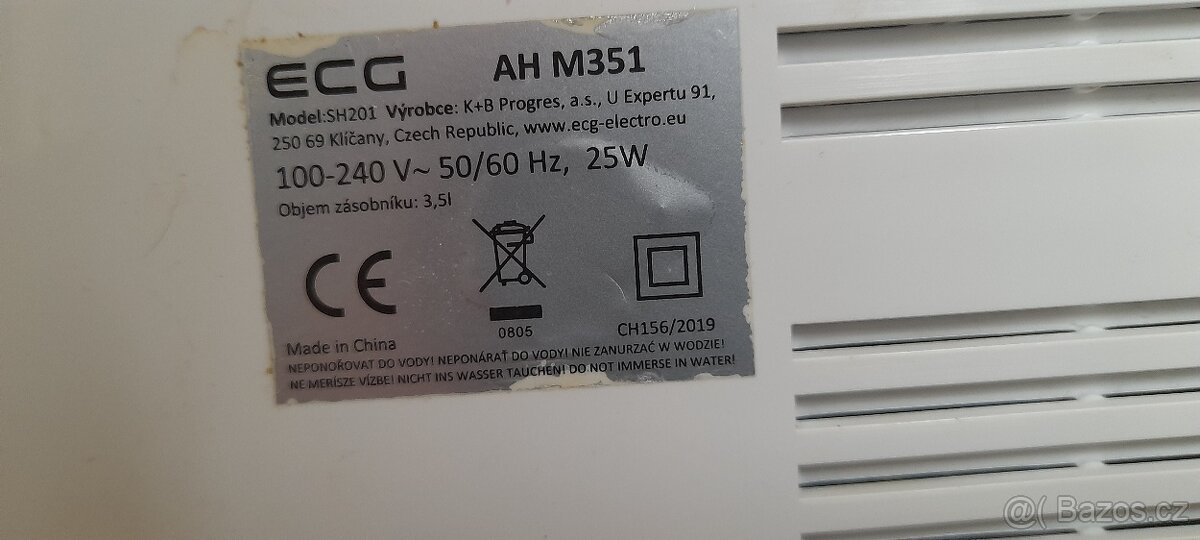 ECG AH M351
Model:SH201 Výrobce: K+B Progres, a.s., U Expertu 91,
250 69 Klíčany, Czech Republic, www.ecg-electro.eu
100-240 V~ 50/60 Hz, 25W
Objem zásobníku: 3,5l
CE
0805
CH156/2019
Made in China
NEPONOŘOVAT DO VODY! NEPONÁRAŤ DO VODY! NIE ZANURZAĆ W WODZIE!
NE MERÍSZE VÍZBE! NICHT INS WASSER TAUCHEN! DO NOT IMMERSE IN WATER!
@( Bazos.cz